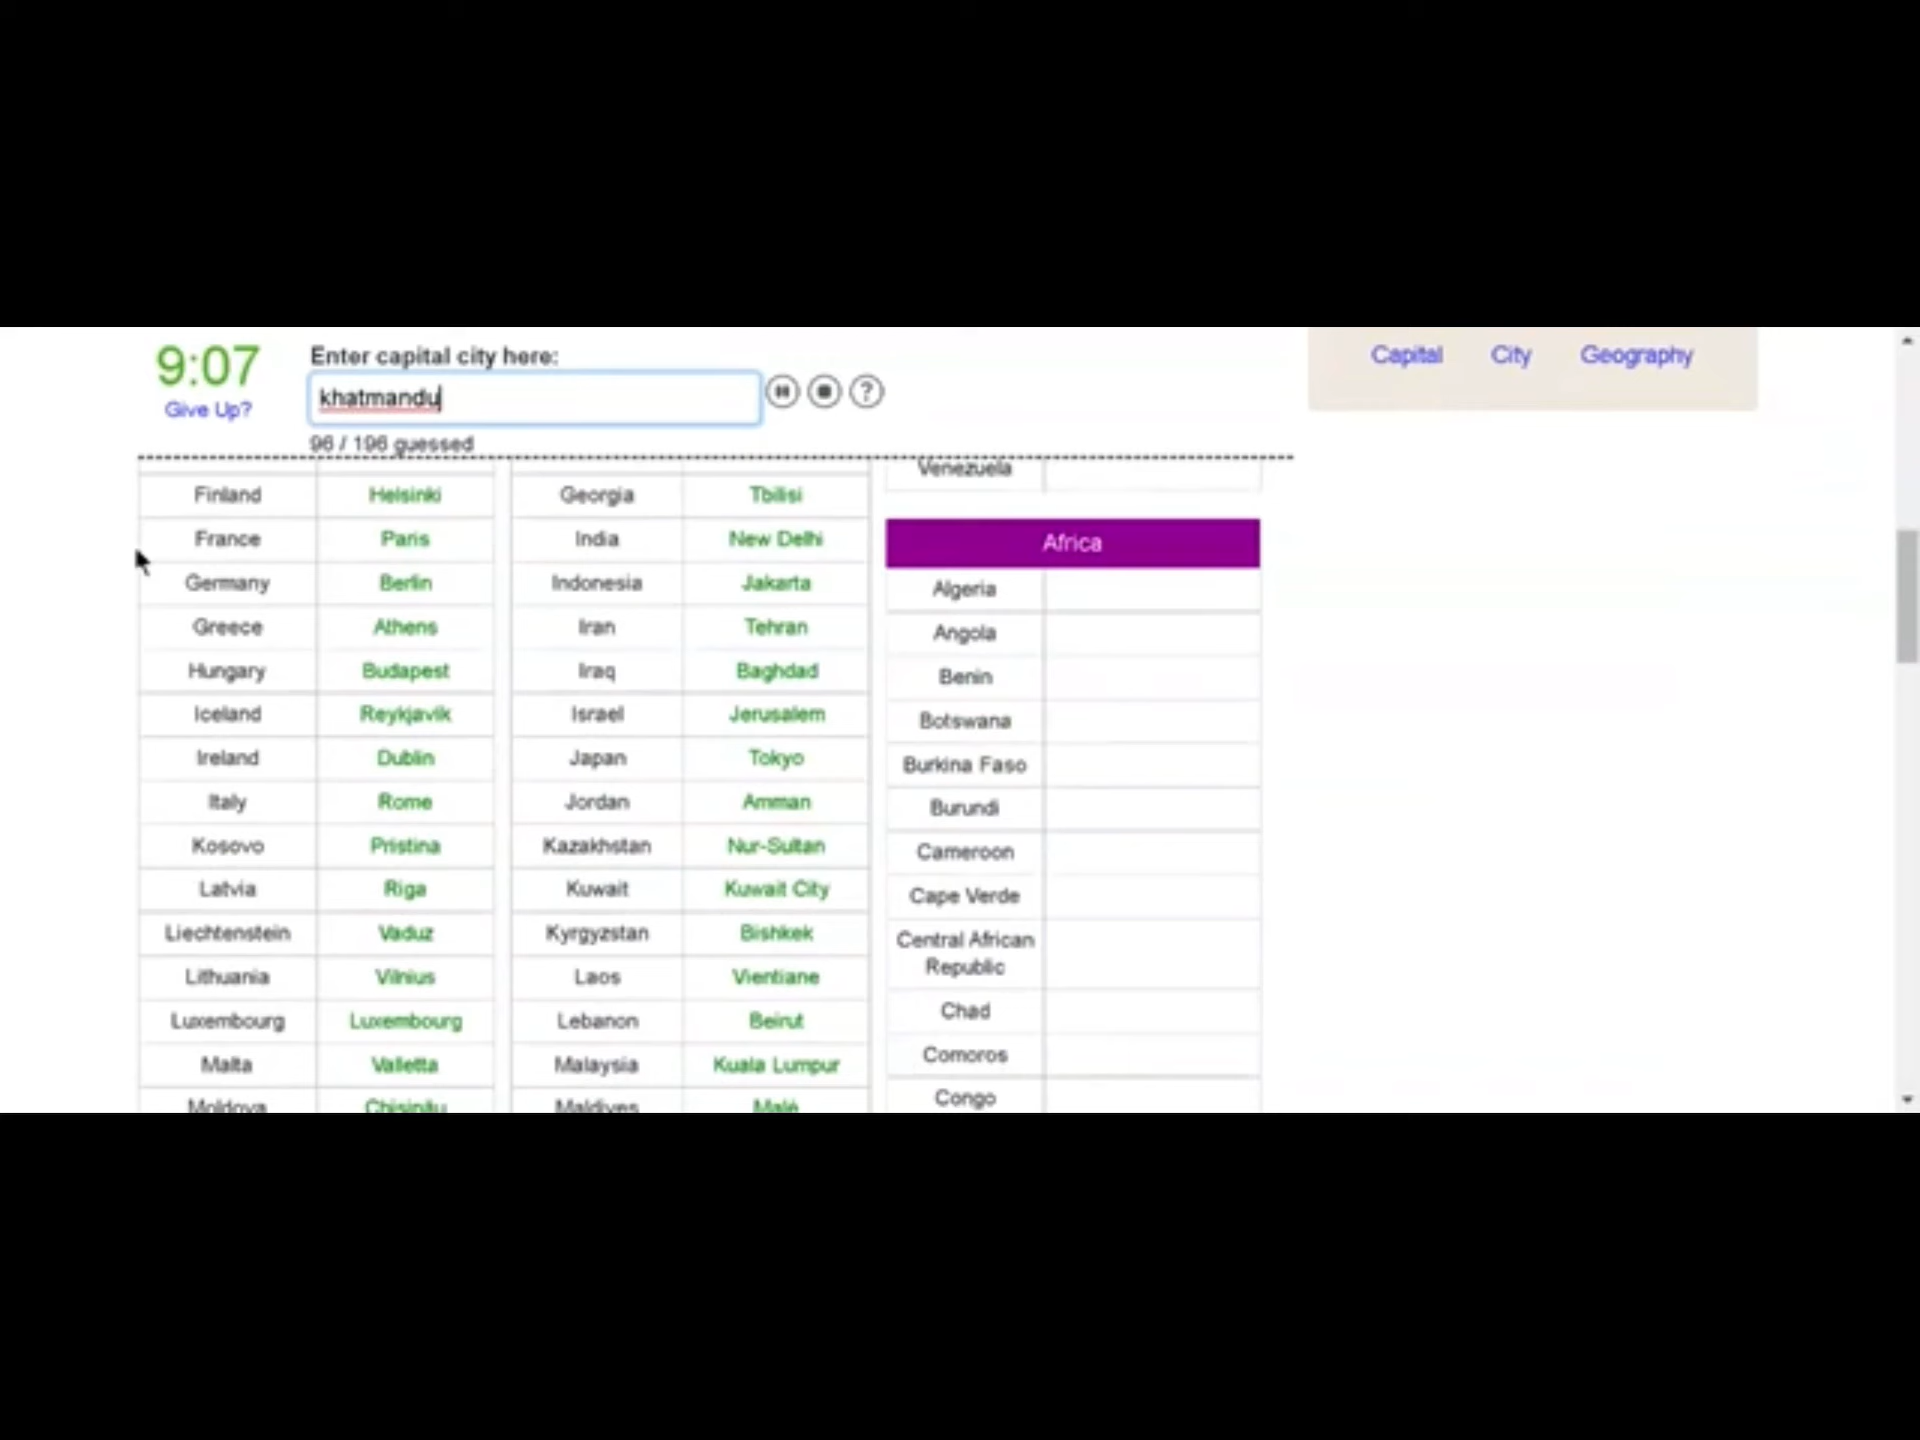 9:07
Give Up?
Enter capital city here:
khatmandu
96 / 196 guessed
Capital City Geography
Finland Helsinki
France Paris
Germany Berlin
Greece Athens
Hungary Budapest
Iceland Reykjavik
Ireland Dublin
Italy Rome
Kosovo Pristina
Latvia Riga
Liechtenstein Vaduz
Lithuania Vilnius
Luxembourg Luxembourg
Malta Valletta
Moldova Chișinău
Georgia Tbilisi
India New Delhi
Indonesia Jakarta
Iran Tehran
Iraq Baghdad
Israel Jerusalem
Japan Tokyo
Jordan Amman
Kazakhstan Nur-Sultan
Kuwait Kuwait City
Kyrgyzstan Bishkek
Laos Vientiane
Lebanon Beirut
Malaysia Kuala Lumpur
Maldives Malé
Venezuela
Africa
Algeria
Angola
Benin
Botswana
Burkina Faso
Burundi
Cameroon
Cape Verde
Central African
Republic
Chad
Comoros
Congo